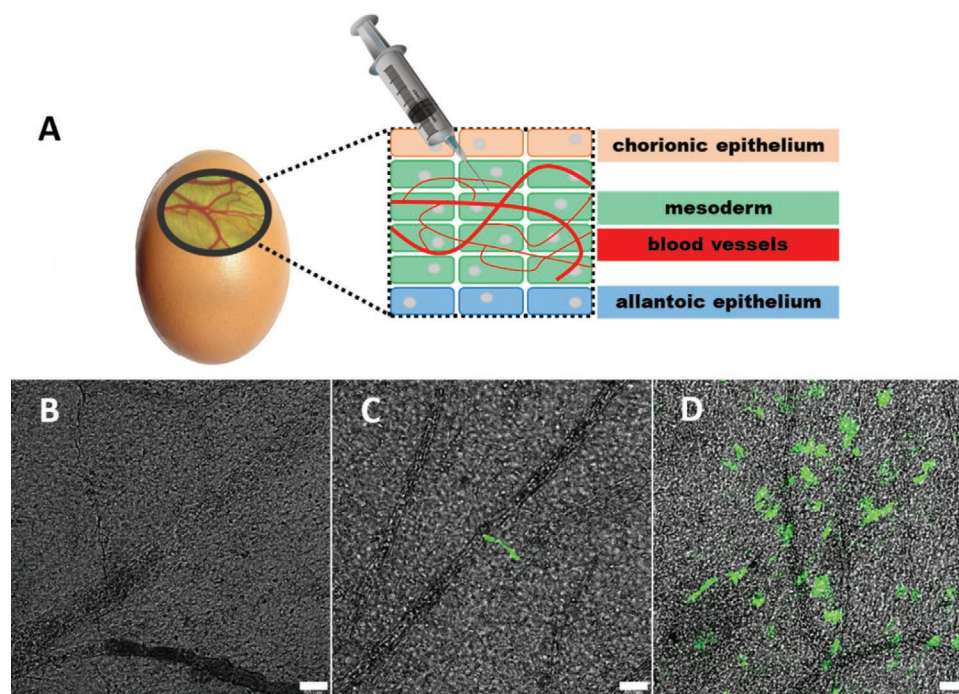 A
chorionic epithelium
mesoderm
blood vessels
allantoic epithelium
B
C
D